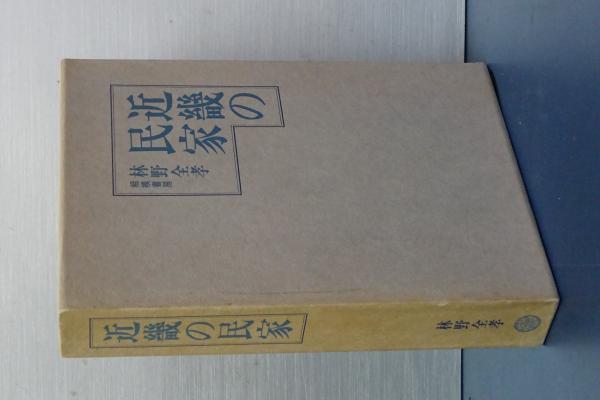 近畿の
民家
林野全孝
相模書房
近畿の民家
林野全孝